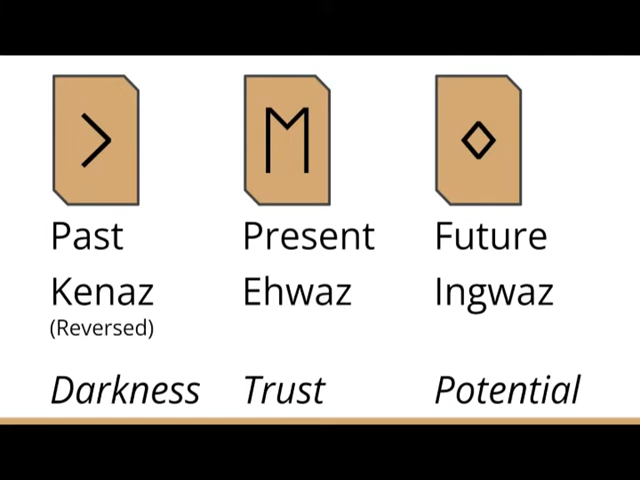 Past Present Future
Kenaz Ehwaz Ingwaz
(Reversed)
Darkness Trust Potential